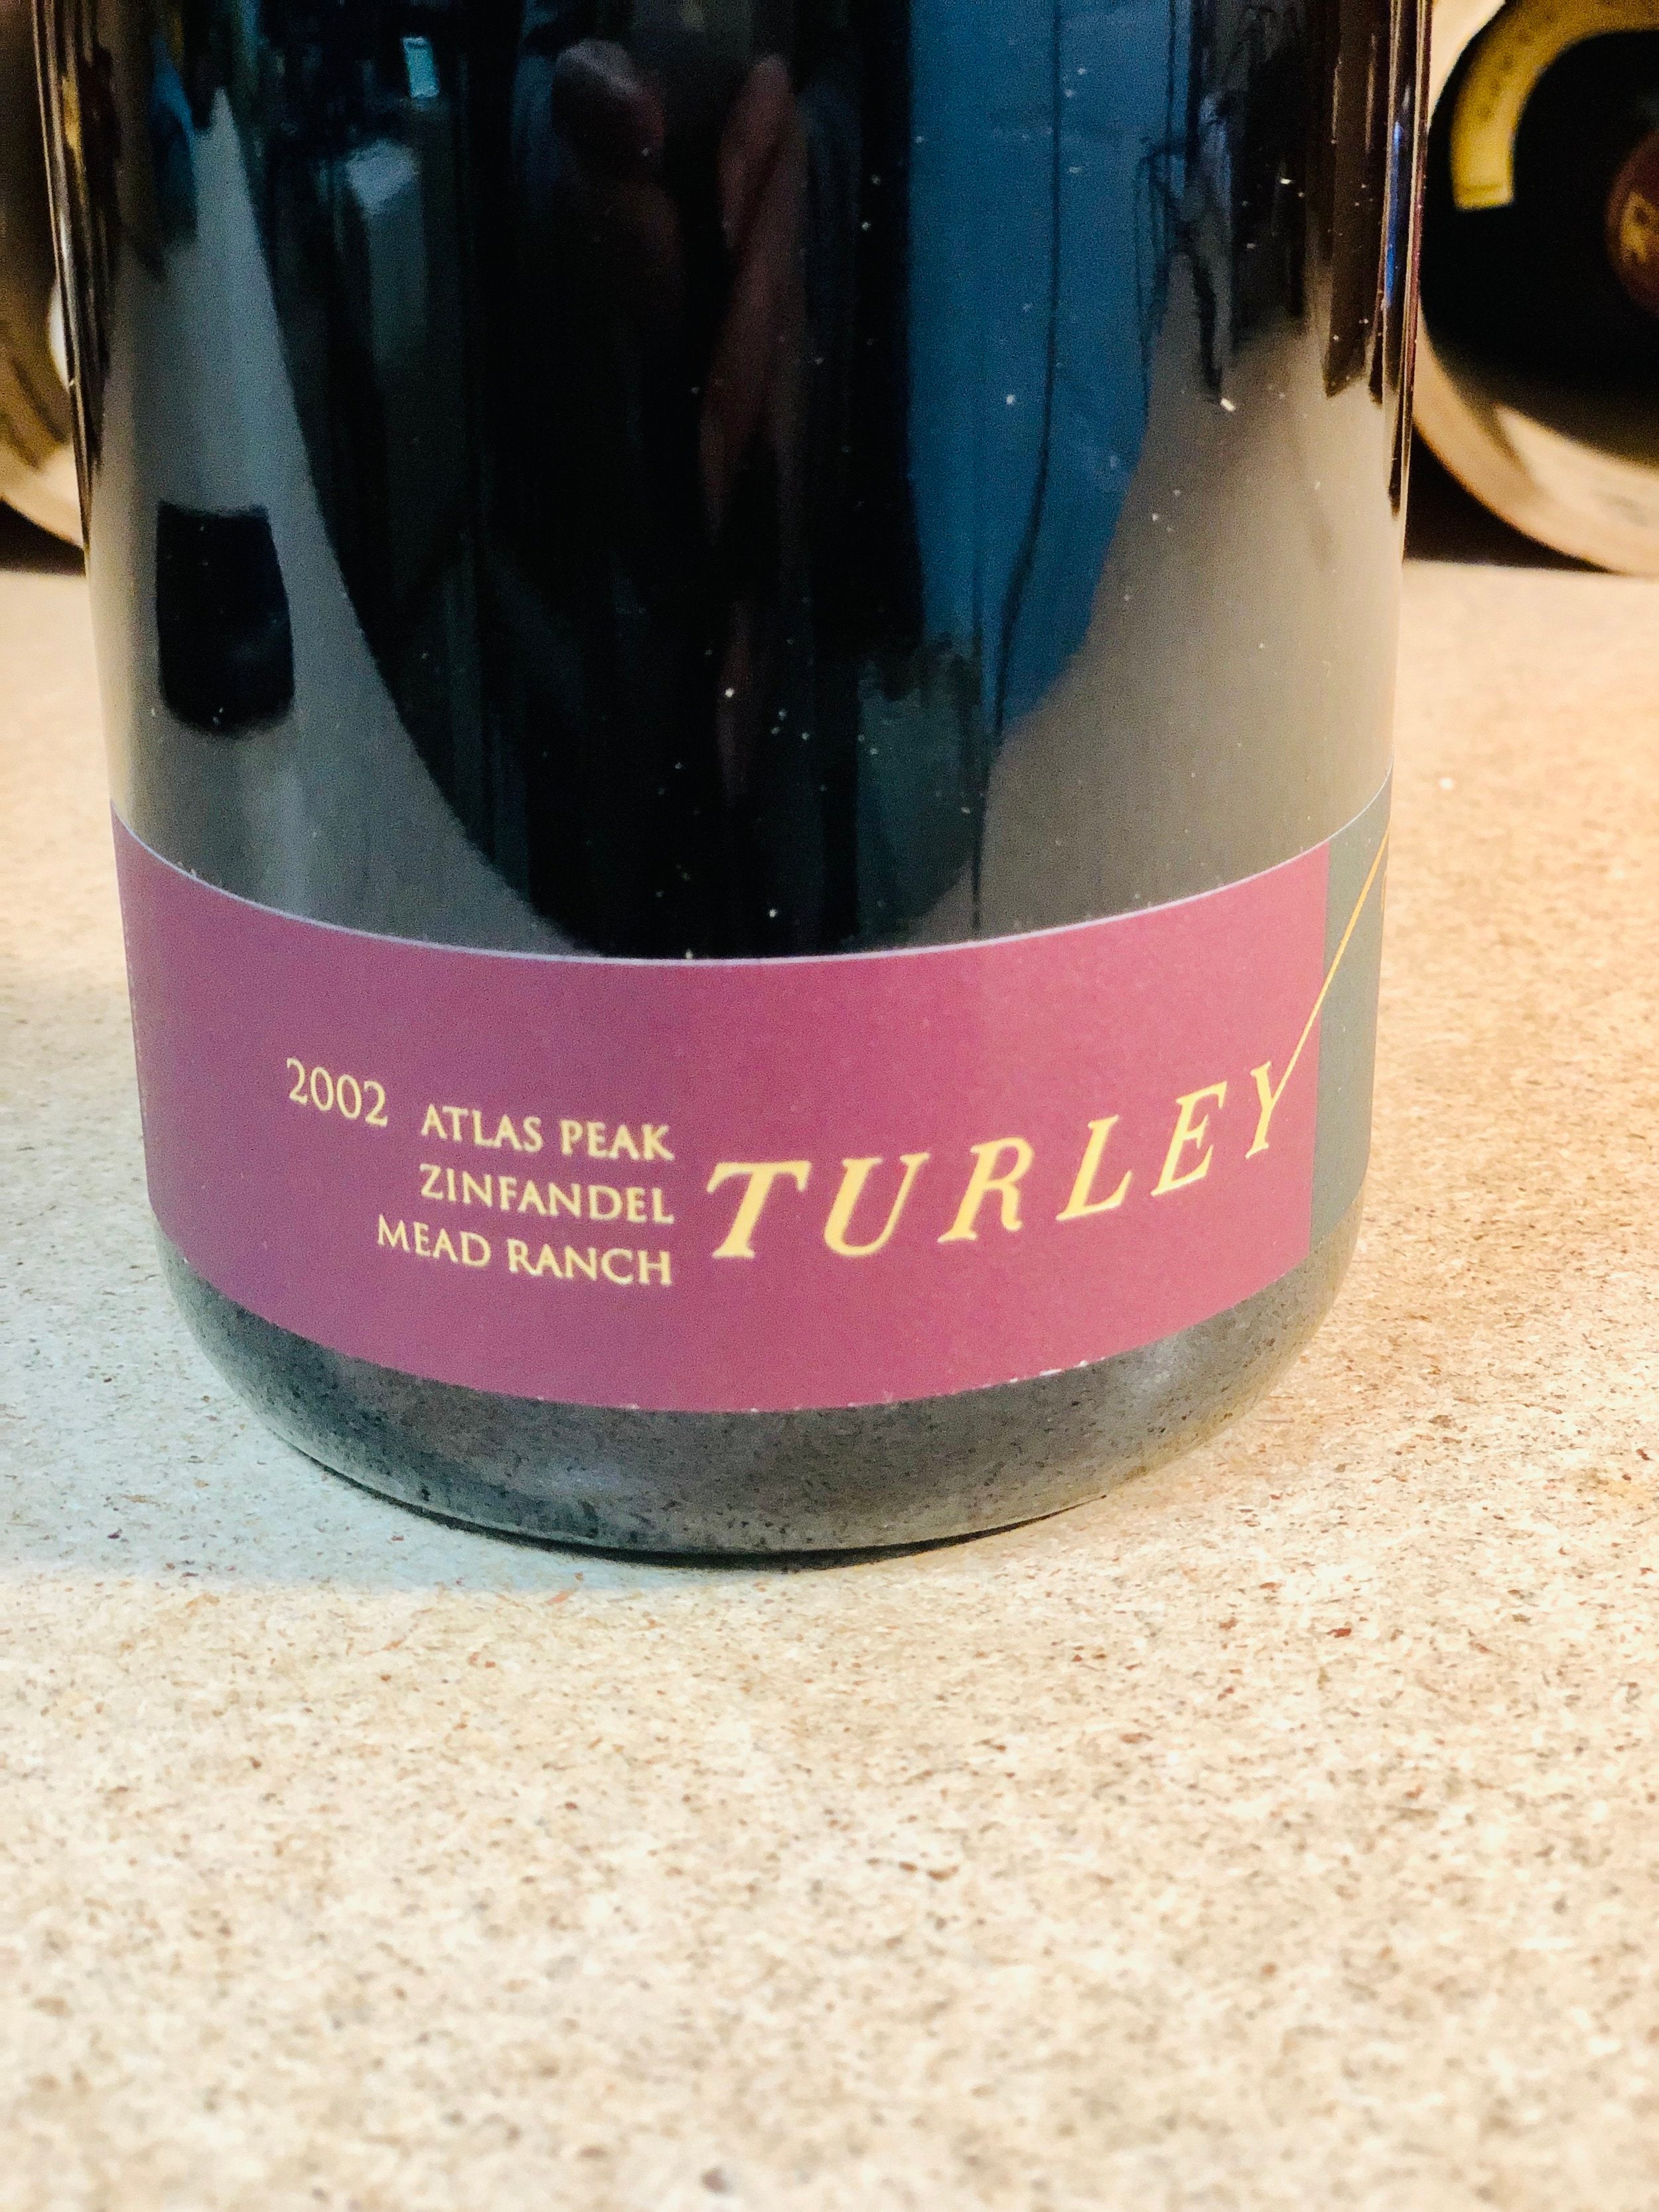 2002 ATLAS PEAK
ZINFANDEL
MEAD RANCH
TURLEY